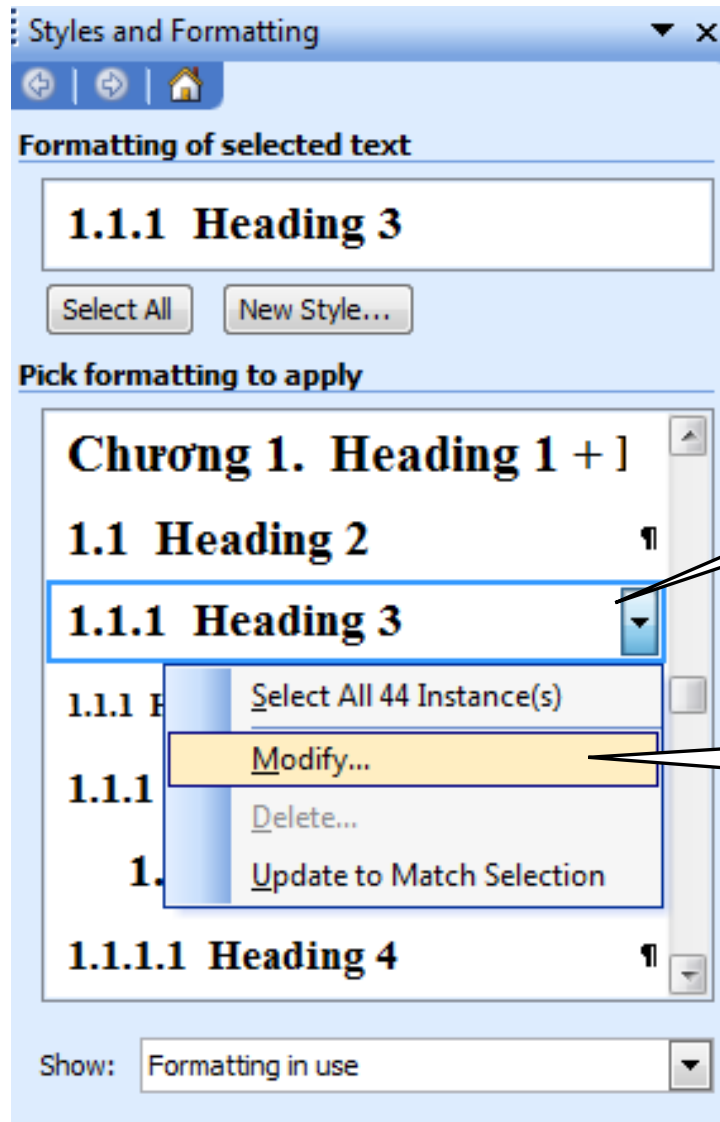 Styles and Formatting
Formatting of selected text
1.1.1 Heading 3
Select All New Style...
Pick formatting to apply
Chương 1. Heading 1 +
1.1 Heading 2 ¶
1.1.1 Heading 3
1.1.1
Select All 44 Instance(s)
Modify...
1.1.1
Delete...
1.
Update to Match Selection
1.1.1.1 Heading 4 ¶
Show: Formatting in use